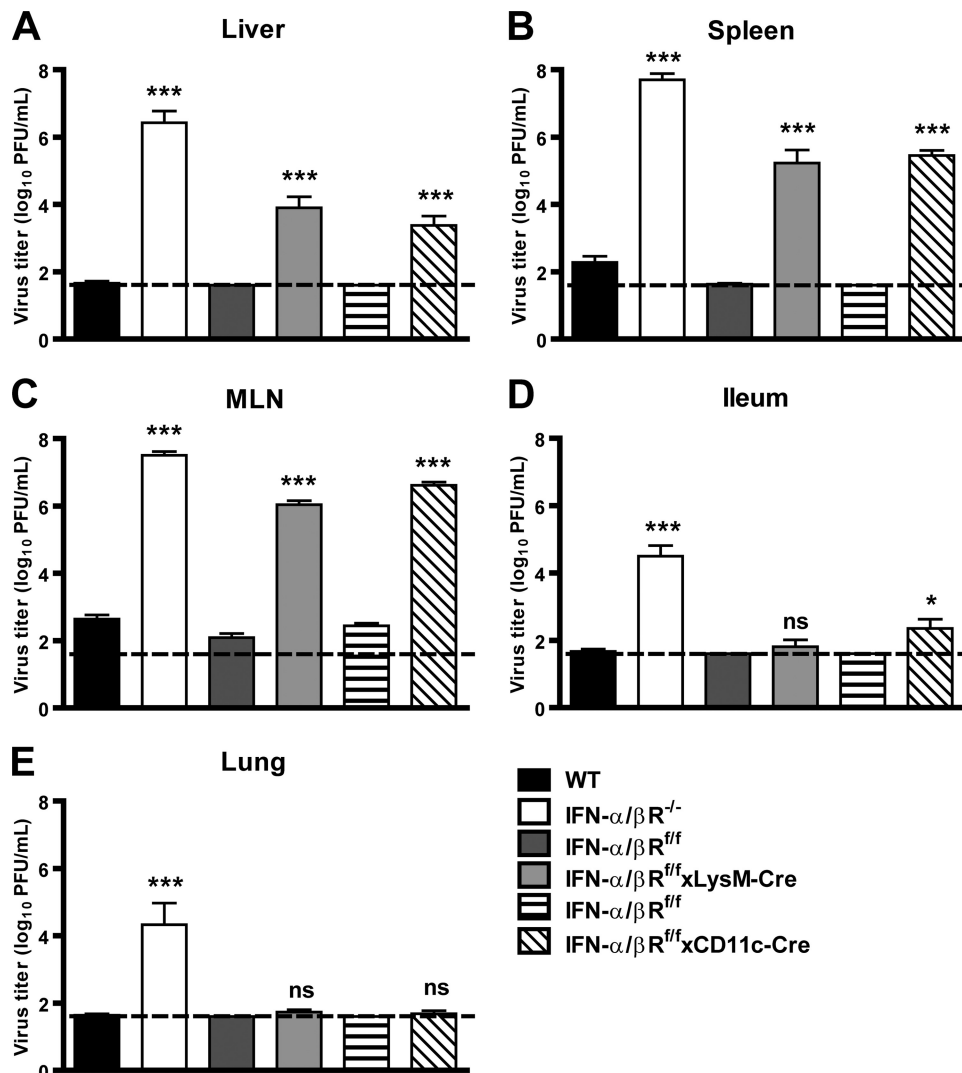 A
Liver
Virus titer (log10 PFU/mL)
8
6
4
2
0
***
***
***
B
Spleen
Virus titer (log10 PFU/mL)
8
6
4
2
0
***
***
***
C
MLN
Virus titer (log10 PFU/mL)
8
6
4
2
0
***
***
***
D
Ileum
Virus titer (log10 PFU/mL)
8
6
4
2
0
***
ns
*
E
Lung
Virus titer (log10 PFU/mL)
8
6
4
2
0
***
ns
ns
WT
IFN-α/βR-/-
IFN-α/βRf/f
IFN-α/βRf/fxLysM-Cre
IFN-α/βRf/f
IFN-α/βRf/fxCD11c-Cre